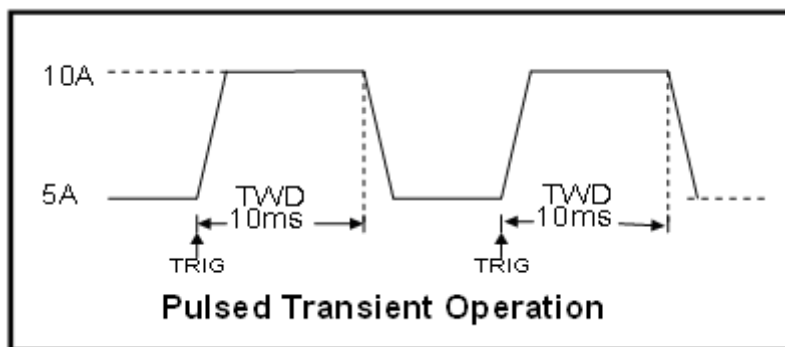 10A
5A
TWD
10ms
TWD
10ms
TRIG
TRIG
Pulsed Transient Operation